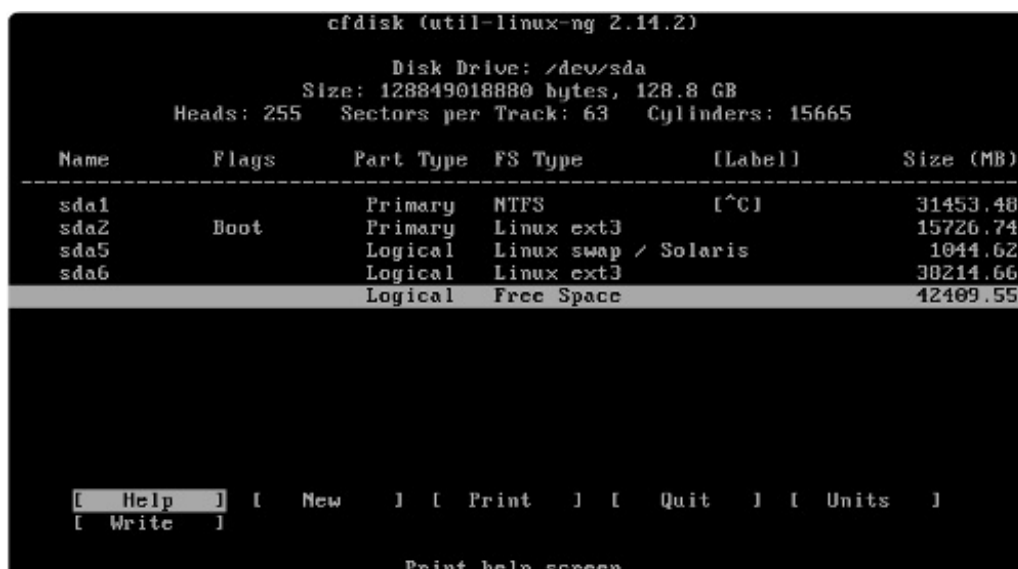 cfdisk (util-linux-ng 2.14.2)
Disk Drive: /dev/sda
Size: 128849018880 bytes, 128.8 GB
Heads: 255 Sectors per Track: 63 Cylinders: 15665
Name Flags Part Type FS Type [Label] Size (MB)
sda1 Primary NTFS [^C] 31453.48
sda2 Boot Primary Linux ext3 15726.74
sda5 Logical Linux swap / Solaris 1044.62
sda6 Logical Linux ext3 38214.66
Logical Free Space 42409.55
[ Help ] [ New ] [ Print ] [ Quit ] [ Units ]
[ Write ]
Print help screen